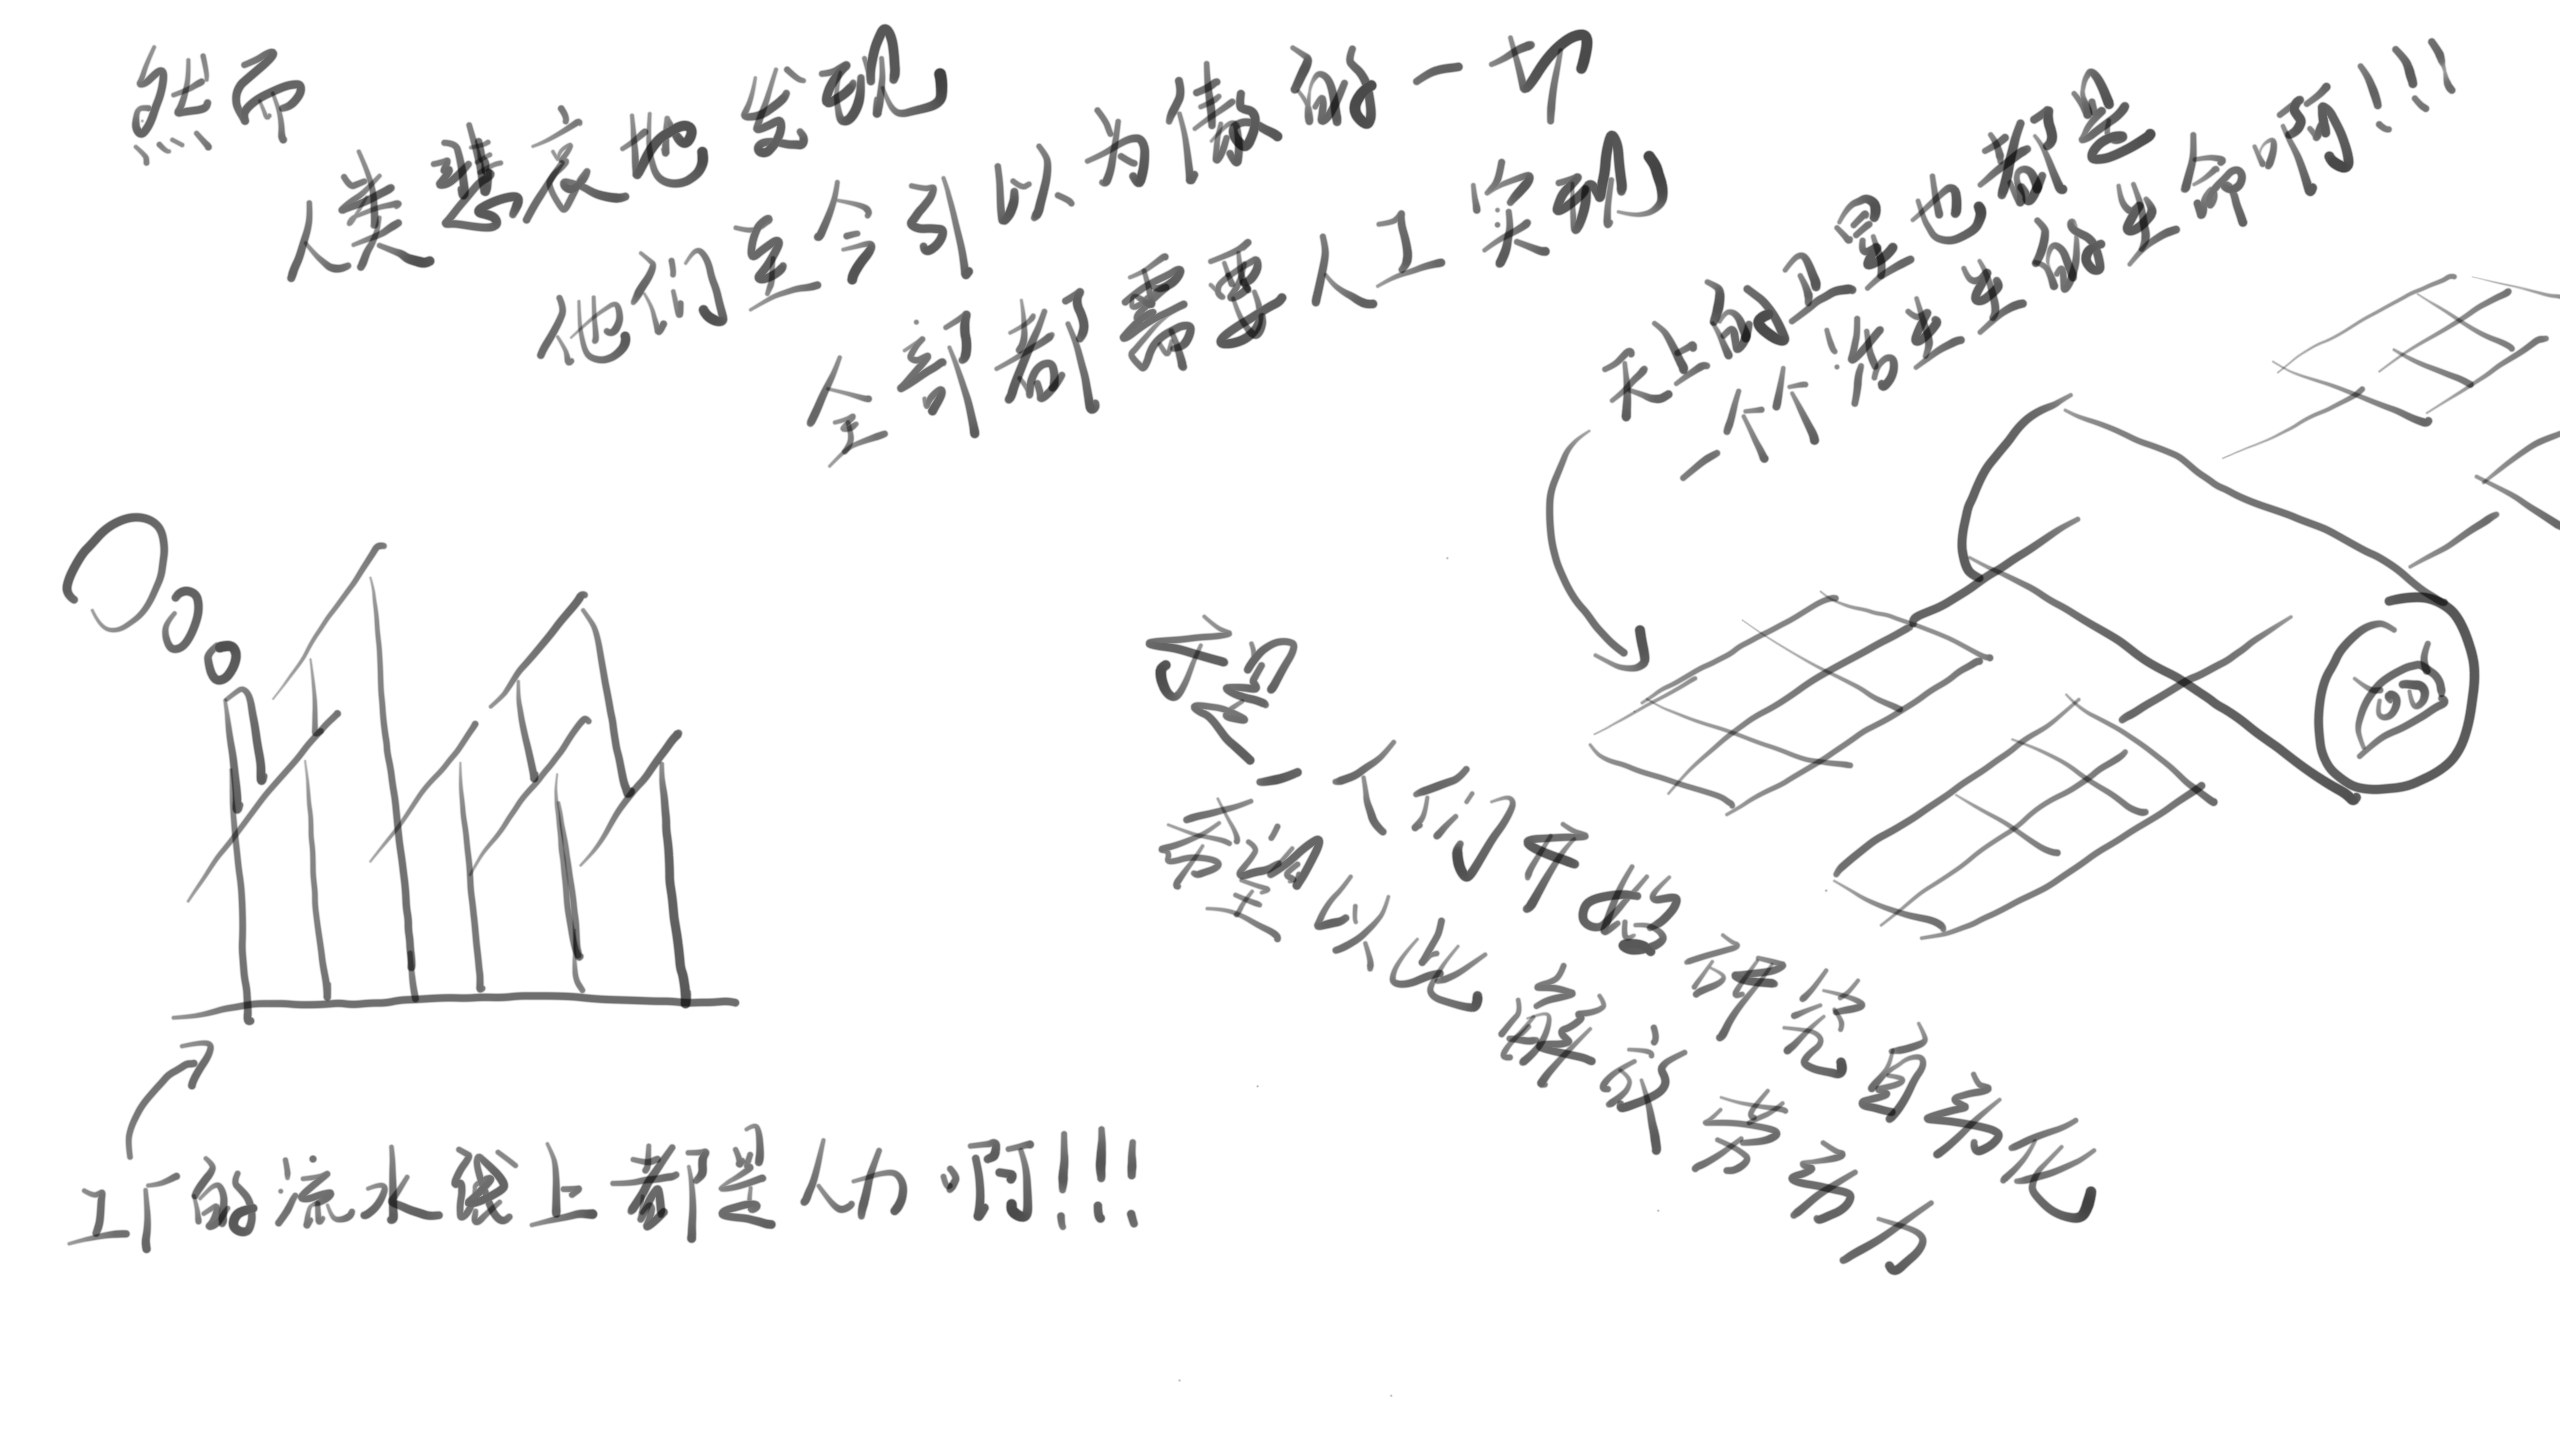 然而
人类悲哀地发现
他们至今引以为傲的一切
全部都需要人工实现
天上的卫星也都是
一个个活生生的生命啊!!!
于是
一人们开始研究自动化
希望以此解放劳动力
工厂的流水线上都是人力啊!!!